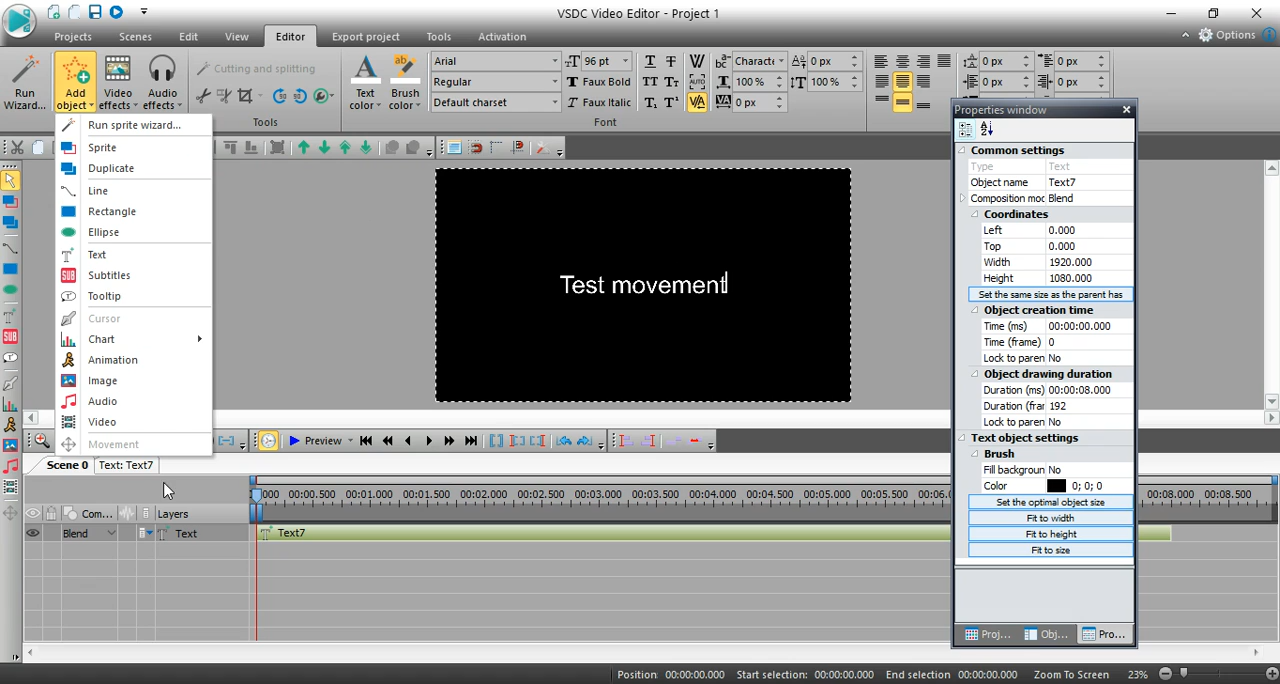 VSDC Video Editor - Project 1
Projects Scenes Edit View Editor Export project Tools Activation Options
Run Wizard...
Add object
Video effects
Audio effects
Cutting and splitting
Tools
Text color
Brush color
Arial
Regular
Default charset
96 pt
Faux Bold
Faux Italic
Font
Charact
100 %
0 px
0 px
100 %
0 px
0 px
0 px
0 px
Run sprite wizard...
Sprite
Duplicate
Line
Rectangle
Ellipse
Text
Subtitles
Tooltip
Cursor
Chart
Animation
Image
Audio
Video
Movement
Test movement
Properties window
Common settings
Type Text
Object name Text7
Composition moc Blend
Coordinates
Left 0.000
Top 0.000
Width 1920.000
Height 1080.000
Set the same size as the parent has
Object creation time
Time (ms) 00:00:00.000
Time (frame) 0
Lock to paren No
Object drawing duration
Duration (ms) 00:00:08.000
Duration (frar 192
Lock to paren No
Text object settings
Brush
Fill backgroun No
Color 0; 0; 0
Set the optimal object size
Fit to width
Fit to height
Fit to size
Proj... Obj... Pro...
Preview
Scene 0 Text: Text7
000 00:00.500 00:01.000 00:01.500 00:02.000 00:02.500 00:03.000 00:03.500 00:04.000 00:04.500 00:05.000 00:05.500 00:06. 00:08.000 00:08.500
Com... Layers
Blend Text Text7
Position: 00:00:00.000 Start selection: 00:00:00.000 End selection: 00:00:00.000 Zoom To Screen 23%